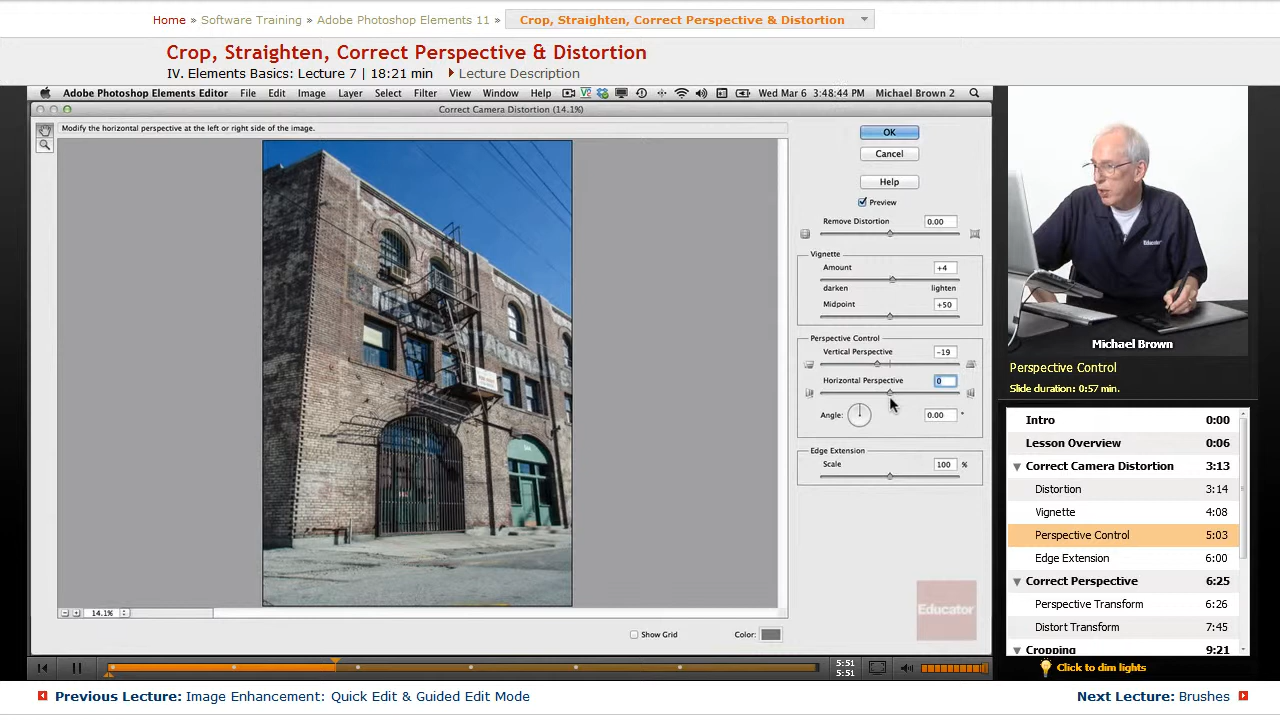 Home » Software Training » Adobe Photoshop Elements 11 » Crop, Straighten, Correct Perspective & Distortion
Crop, Straighten, Correct Perspective & Distortion
IV. Elements Basics: Lecture 7 | 18:21 min Lecture Description
Adobe Photoshop Elements Editor File Edit Image Layer Select Filter View Window Help Wed Mar 6 3:48:44 PM Michael Brown 2
Correct Camera Distortion (14.1%)
Modify the horizontal perspective at the left or right side of the image.
OK
Cancel
Help
Preview
Remove Distortion 0.00
Vignette
Amount +4
darken lighten
Midpoint +50
Perspective Control
Vertical Perspective -19
Horizontal Perspective 0
Angle: 0.00 °
Edge Extension
Scale 100 %
14.1%
Show Grid Color:
Educator
Educator
Michael Brown
Perspective Control
Slide duration: 0:57 min.
Intro 0:00
Lesson Overview 0:06
Correct Camera Distortion 3:13
Distortion 3:14
Vignette 4:08
Perspective Control 5:03
Edge Extension 6:00
Correct Perspective 6:25
Perspective Transform 6:26
Distort Transform 7:45
Cropping 9:21
5:51
5:51
Click to dim lights
Previous Lecture: Image Enhancement: Quick Edit & Guided Edit Mode
Next Lecture: Brushes